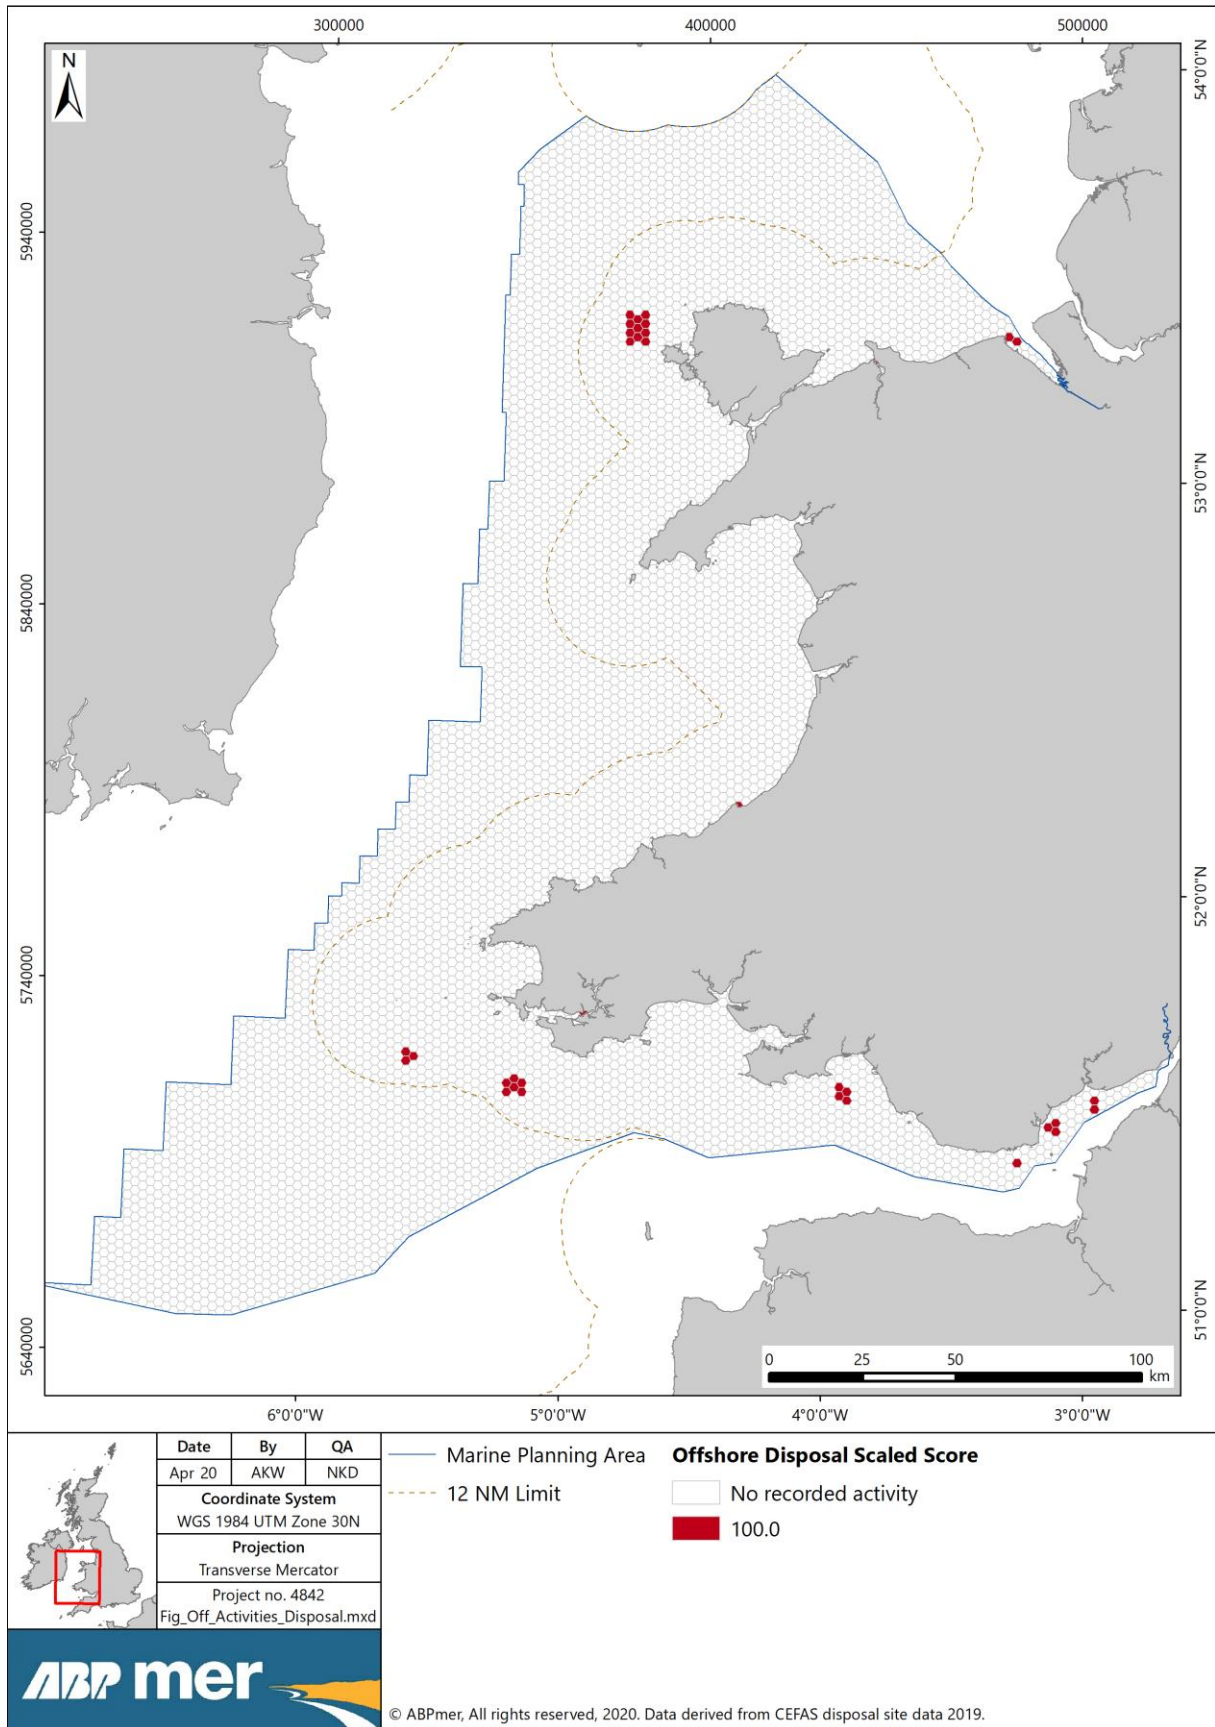 300000
400000
500000
N
54°0'0"N
5940000
53°0'0"N
5840000
52°0'0"N
5740000
51°0'0"N
5640000
0
25
50
100
km
6°0'0"W
5°0'0"W
4°0'0"W
3°0'0"W
Date
By
QA
Apr 20
AKW
NKD
Coordinate System
WGS 1984 UTM Zone 30N
Projection
Transverse Mercator
Project no. 4842
Fig_Off_Activities_Disposal.mxd
Marine Planning Area
12 NM Limit
Offshore Disposal Scaled Score
No recorded activity
100.0
ABP mer
© ABPmer, All rights reserved, 2020. Data derived from CEFAS disposal site data 2019.